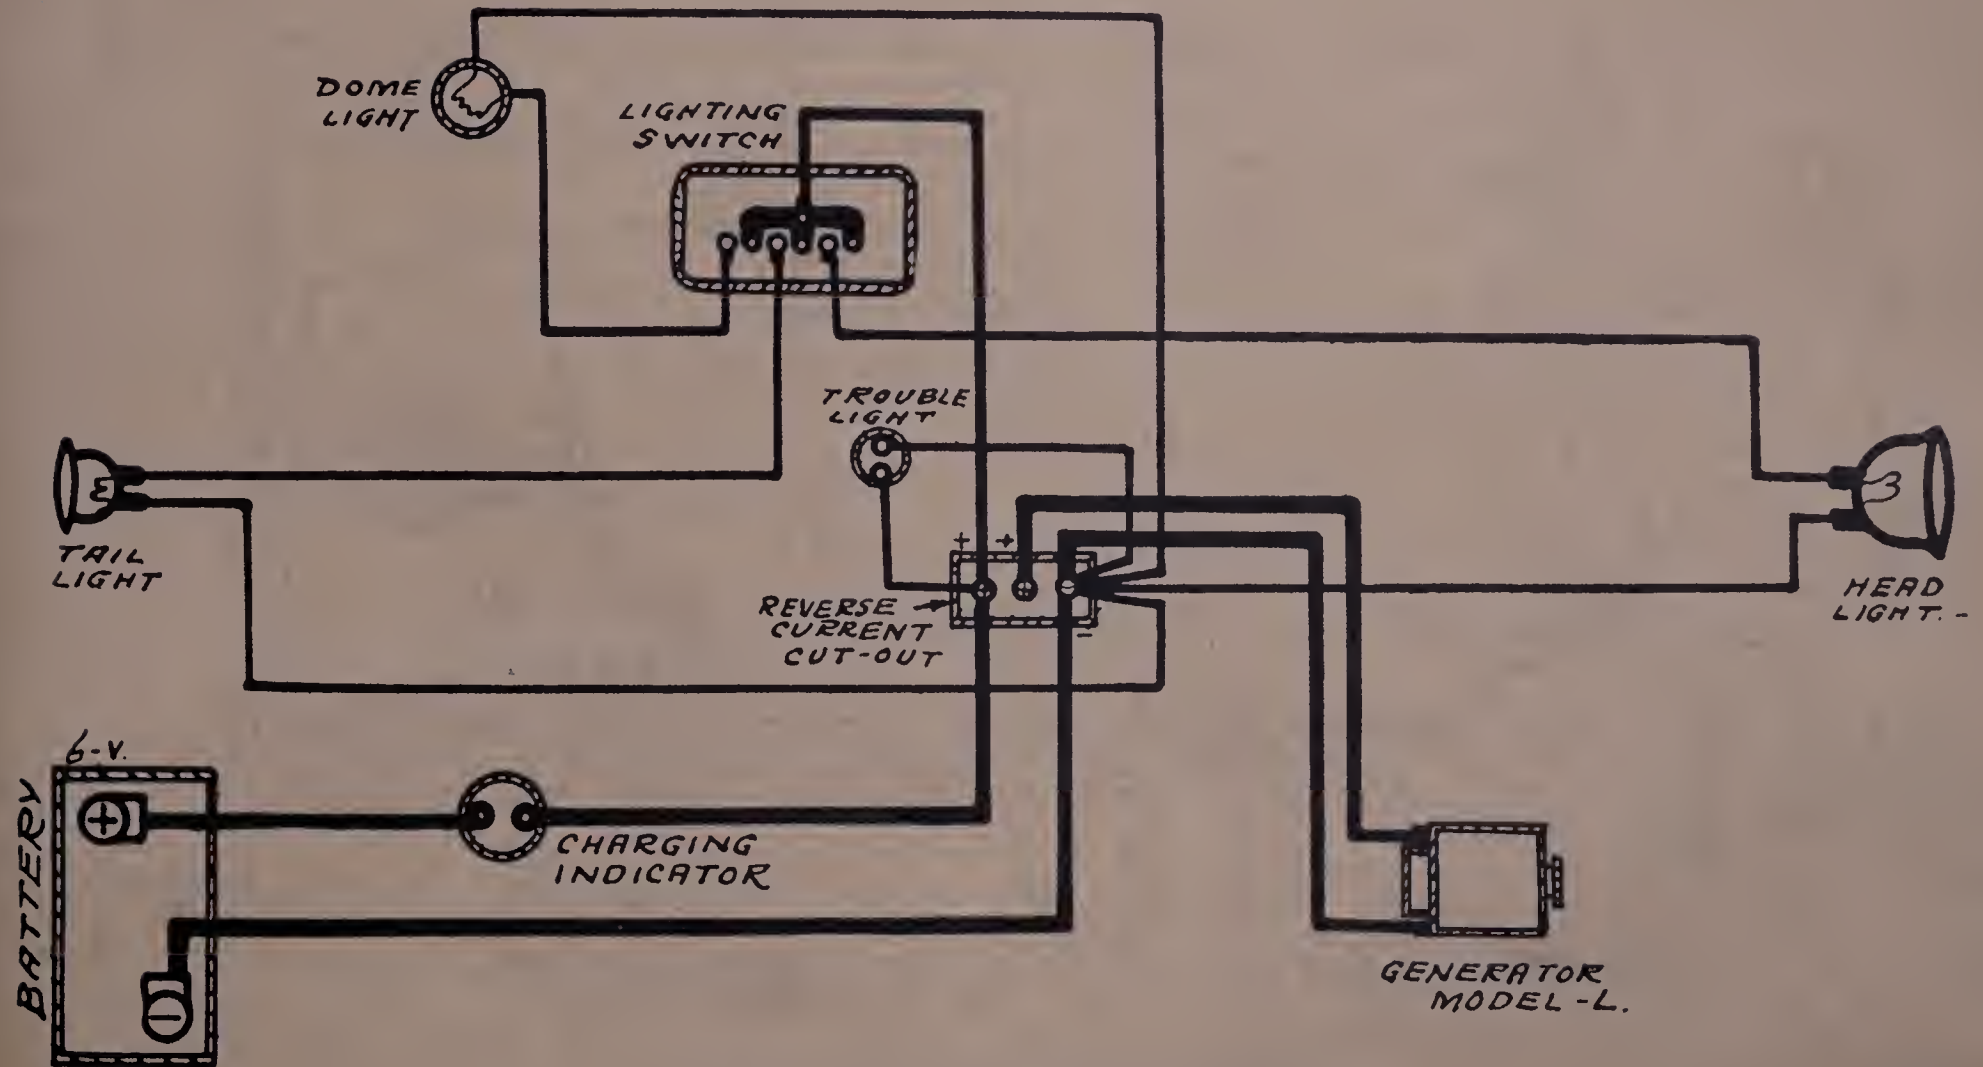 DOME
LIGHT
LIGHTING
SWITCH
TROUBLE
LIGHT
TAIL
LIGHT
+ +
REVERSE
CURRENT
CUT-OUT
-
HEAD
LIGHT.-
6-V.
BATTERY
+
-
CHARGING
INDICATOR
GENERATOR
MODEL-L.